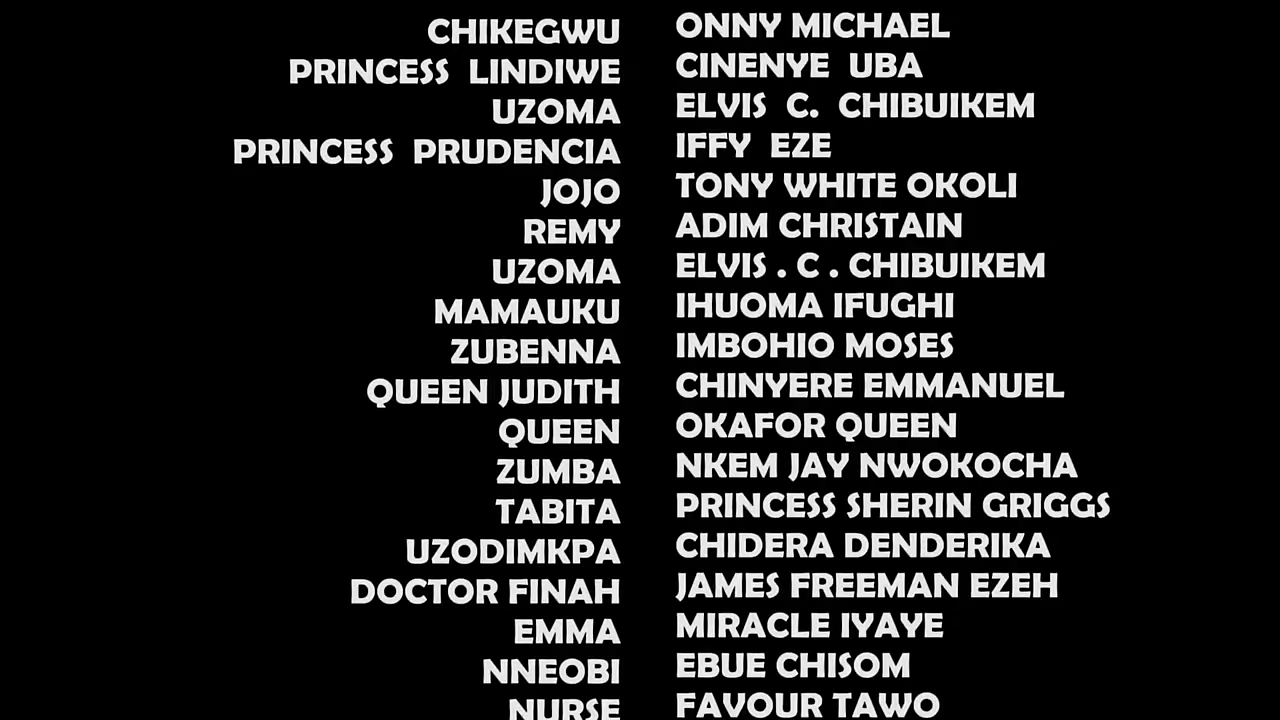 CHIKEGWU ONNY MICHAEL
PRINCESS LINDIWE CINENYE UBA
UZOMA ELVIS C. CHIBUIKEM
PRINCESS PRUDENCIA IFFY EZE
JOJO TONY WHITE OKOLI
REMY ADIM CHRISTAIN
UZOMA ELVIS . C . CHIBUIKEM
MAMAUKU IHUOMA IFUGHI
ZUBENNA IMBOHIO MOSES
QUEEN JUDITH CHINYERE EMMANUEL
QUEEN OKAFOR QUEEN
ZUMBA NKEM JAY NWOKOCHA
TABITA PRINCESS SHERIN GRIGGS
UZODIMKPA CHIDERA DENDERIKA
DOCTOR FINAH JAMES FREEMAN EZEH
EMMA MIRACLE IYAYE
NNEOBI EBUE CHISOM
NURSE FAVOUR TAWO